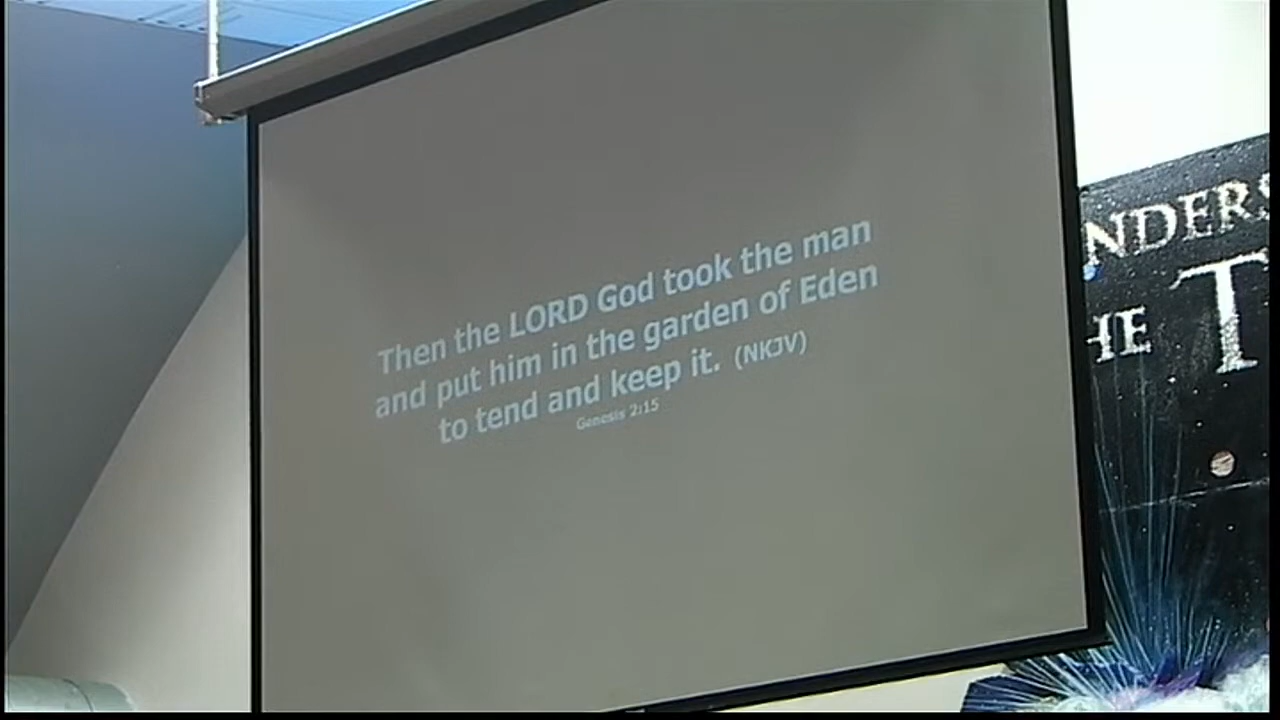 Then the LORD God took the man
and put him in the garden of Eden
to tend and keep it. (NKJV)
Genesis 2:15
NDERS
HE T